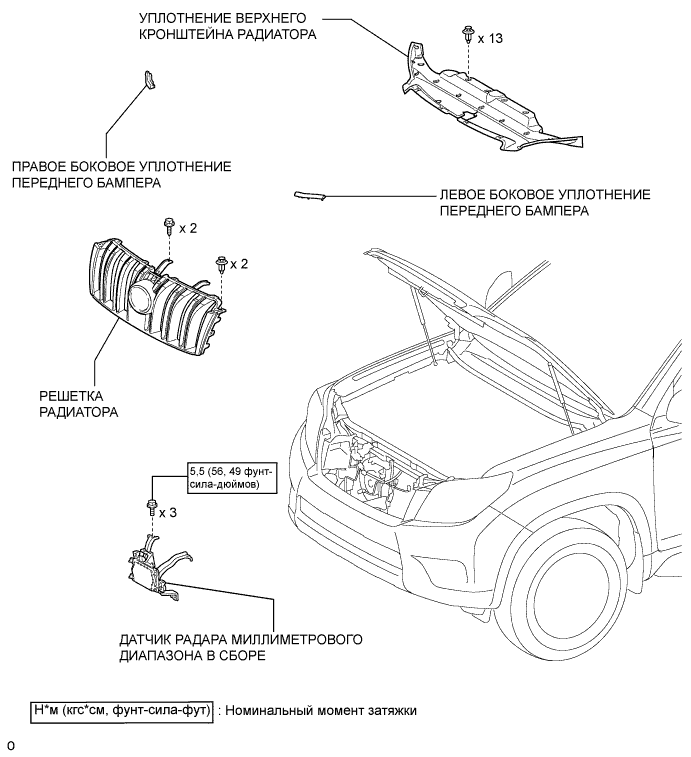 УПЛОТНЕНИЕ ВЕРХНЕГО
КРОНШТЕЙНА РАДИАТОРА
x 13
ПРАВОЕ БОКОВОЕ УПЛОТНЕНИЕ
ПЕРЕДНЕГО БАМПЕРА
ЛЕВОЕ БОКОВОЕ УПЛОТНЕНИЕ
ПЕРЕДНЕГО БАМПЕРА
x 2
x 2
РЕШЕТКА
РАДИАТОРА
5,5 (56, 49 фунт-
сила-дюймов)
x 3
ДАТЧИК РАДАРА МИЛЛИМЕТРОВОГО
ДИАПАЗОНА В СБОРЕ
Н*м (кгс*см, фунт-сила-фут) : Номинальный момент затяжки
O